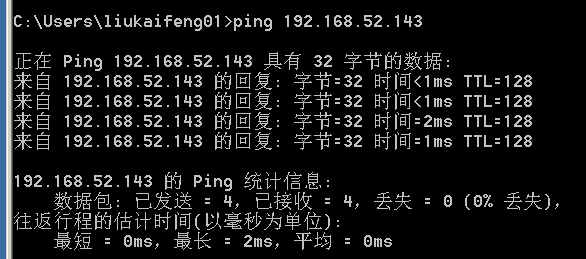 C:\Users\liukaifeng01>ping 192.168.52.143
正在 Ping 192.168.52.143 具有 32 字节的数据:
来自 192.168.52.143 的回复: 字节=32 时间<1ms TTL=128
来自 192.168.52.143 的回复: 字节=32 时间<1ms TTL=128
来自 192.168.52.143 的回复: 字节=32 时间=2ms TTL=128
来自 192.168.52.143 的回复: 字节=32 时间=1ms TTL=128
192.168.52.143 的 Ping 统计信息:
数据包: 已发送 = 4, 已接收 = 4, 丢失 = 0 (0% 丢失),
往返行程的估计时间(以毫秒为单位):
最短 = 0ms, 最长 = 2ms, 平均 = 0ms